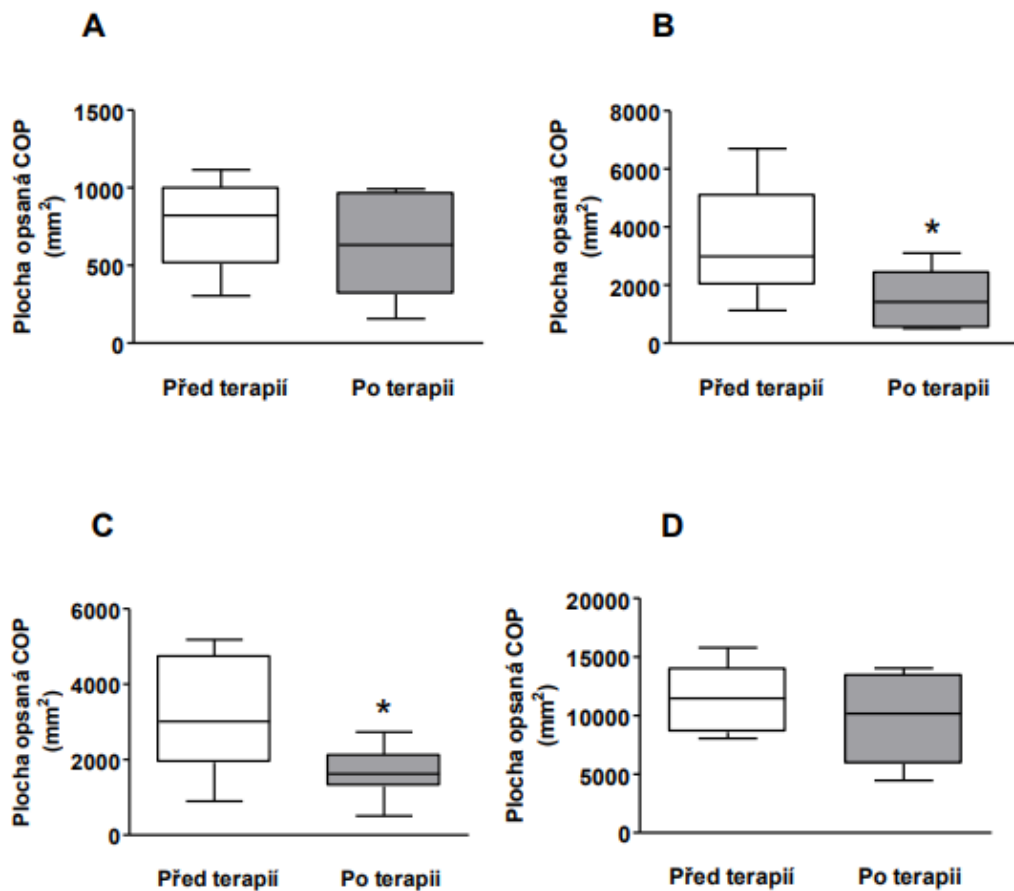 A
Plocha opsaná COP
(mm²)
1500
1000
500
0
Před terapií
Po terapii
B
Plocha opsaná COP
(mm²)
8000
6000
4000
2000
0
*
Před terapií
Po terapii
C
Plocha opsaná COP
(mm²)
6000
4000
2000
0
*
Před terapií
Po terapii
D
Plocha opsaná COP
(mm²)
20000
15000
10000
5000
0
Před terapií
Po terapii